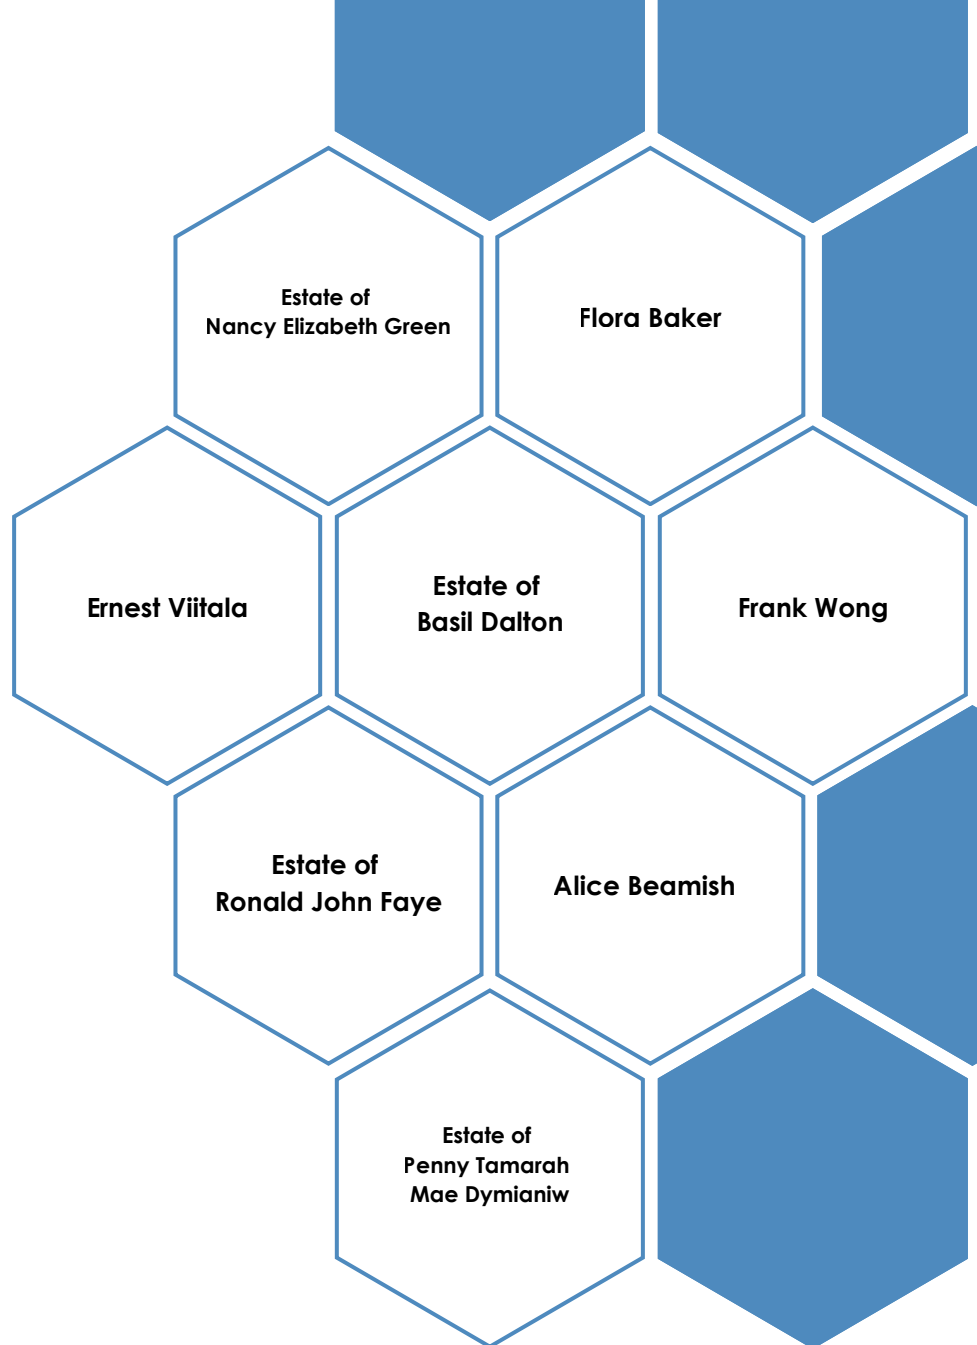 Estate of
Nancy Elizabeth Green
Flora Baker
Ernest Viitala
Estate of
Basil Dalton
Frank Wong
Estate of
Ronald John Faye
Alice Beamish
Estate of
Penny Tamarah
Mae Dymianiw